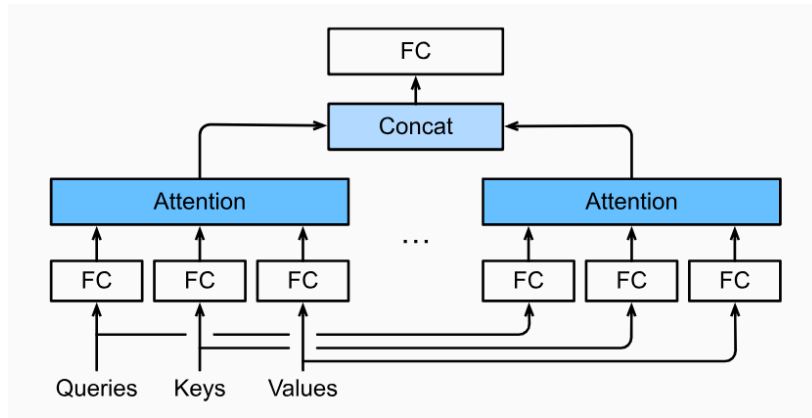 FC
Concat
Attention
Attention
...
FC FC FC FC FC FC
Queries Keys Values